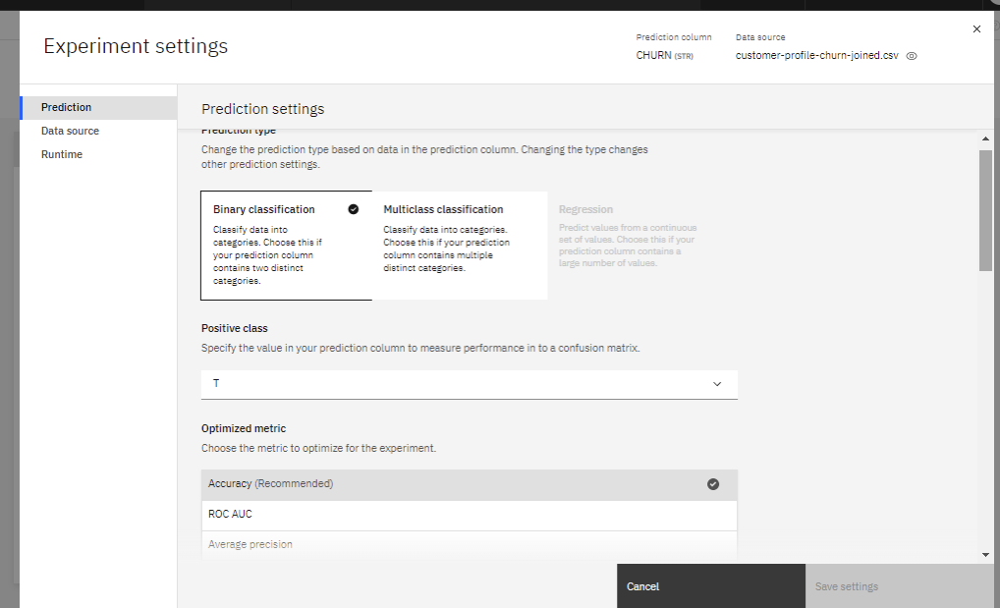 Experiment settings
Prediction column
CHURN (STR)
Data source
customer-profile-churn-joined.csv
Prediction
Data source
Runtime
Prediction settings
Prediction type
Change the prediction type based on data in the prediction column. Changing the type changes
other prediction settings.
Binary classification
Classify data into
categories. Choose this if
your prediction column
contains two distinct
categories.
Multiclass classification
Classify data into categories.
Choose this if your prediction
column contains multiple
distinct categories.
Regression
Predict values from a continuous
set of values. Choose this if your
prediction column contains a
large number of values.
Positive class
Specify the value in your prediction column to measure performance in to a confusion matrix.
T
Optimized metric
Choose the metric to optimize for the experiment.
Accuracy (Recommended)
ROC AUC
Average precision
Cancel
Save settings